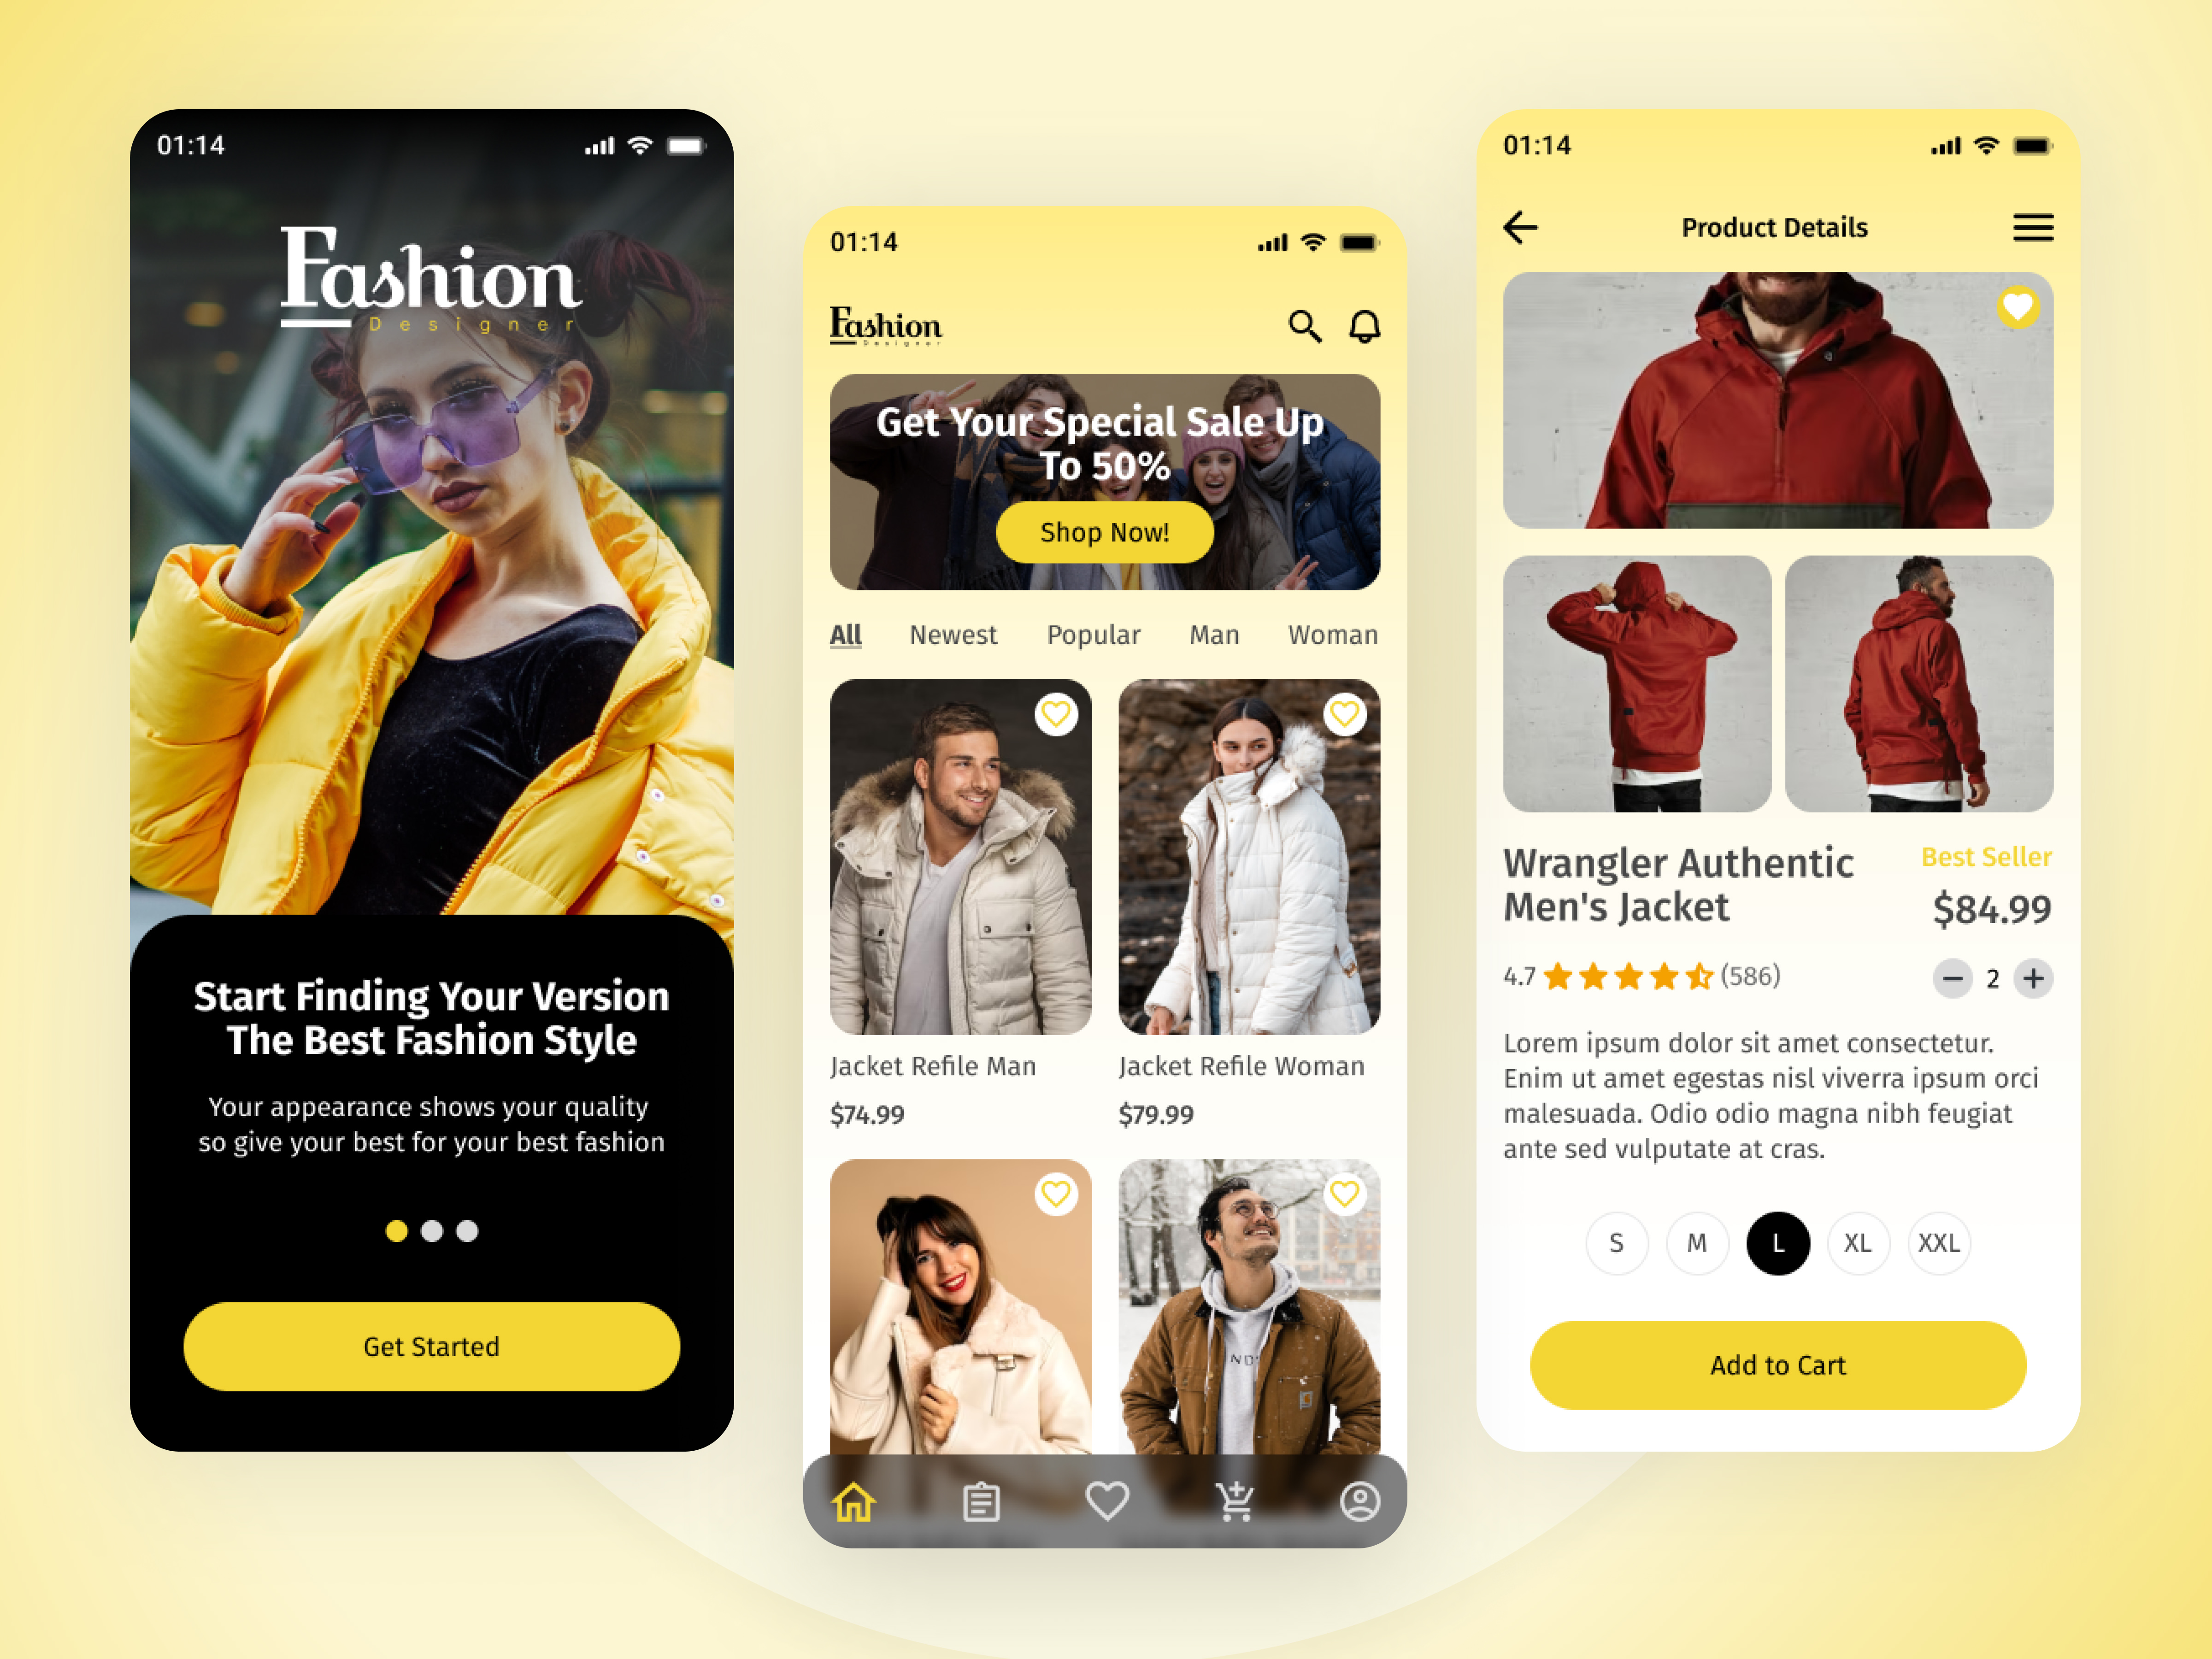 01:14
Fashion
Designer
Start Finding Your Version
The Best Fashion Style
Your appearance shows your quality
so give your best for your best fashion
Get Started
01:14
Fashion
Designer
Get Your Special Sale Up
To 50%
Shop Now!
All Newest Popular Man Woman
Jacket Refile Man Jacket Refile Woman
$74.99 $79.99
ND
01:14
Product Details
Wrangler Authentic
Men's Jacket
Best Seller
$84.99
4.7 (586)
2
Lorem ipsum dolor sit amet consectetur.
Enim ut amet egestas nisl viverra ipsum orci
malesuada. Odio odio magna nibh feugiat
ante sed vulputate at cras.
S M L XL XXL
Add to Cart